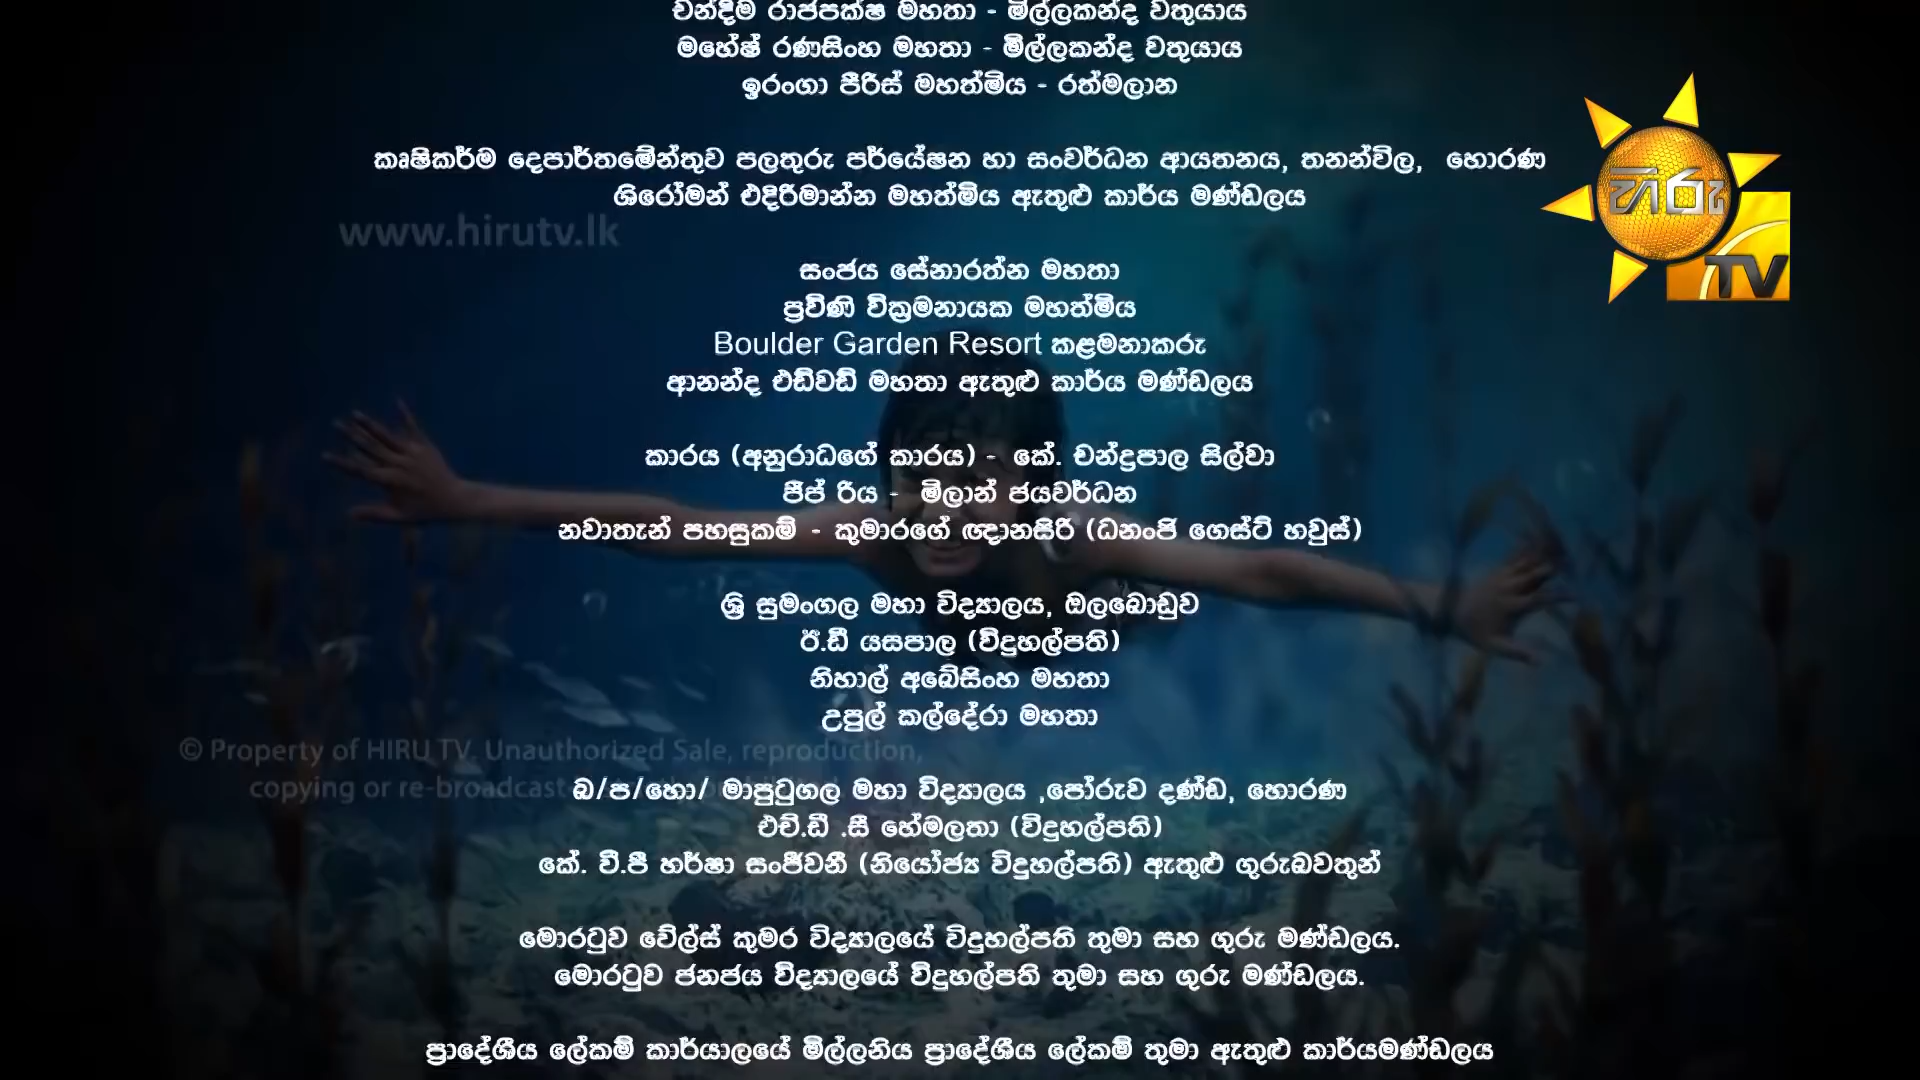 චන්දිම රාජපක්ෂ මහතා - මිල්ලකන්ද වතුයාය
මහේෂ් රණසිංහ මහතා - මිල්ලකන්ද වතුයාය
ඉරංගා පීරිස් මහත්මිය - රත්මලාන
කෘෂිකර්ම දෙපාර්තමේන්තුව පලතුරු පර්යේෂන හා සංවර්ධන ආයතනය, තනන්විල, හොරණ
ශිරෝමන් එදිරිමාන්න මහත්මිය ඇතුළු කාර්ය මණ්ඩලය
www.hirutv.lk
හිරු
TV
සංජය සේනාරත්න මහතා
ප්‍රවිණි වික්‍රමනායක මහත්මිය
Boulder Garden Resort කළමනාකරු
ආනන්ද එඩ්වඩ් මහතා ඇතුළු කාර්ය මණ්ඩලය
කාරය (අනුරාධගේ කාරය) - කේ. චන්ද්‍රපාල සිල්වා
ජීප් රිය - මිලාන් ජයවර්ධන
නවාතැන් පහසුකම් - කුමාරගේ ඥානසිරි (ධනංජි ගෙස්ට් හවුස්)
ශ්‍රි සුමංගල මහා විද්‍යාලය, ඔලබොඩුව
ඊ.ඩී යසපාල (විදුහල්පති)
නිහාල් අබේසිංහ මහතා
උපුල් කල්දේරා මහතා
© Property of HIRU TV. Unauthorized Sale, reproduction,
copying or re-broadcast
බ/ප/හො/ මාපුටුගල මහා විද්‍යාලය ,පෝරුව දණ්ඩ, හොරණ
එච්.ඩී .සී හේමලතා (විදුහල්පති)
කේ. වී.පී හර්ෂා සංජීවනී (නියෝජ්‍ය විදුහල්පති) ඇතුළු ගුරුබවතුන්
මොරටුව වේල්ස් කුමර විද්‍යාලයේ විදුහල්පති තුමා සහ ගුරු මණ්ඩලය.
මොරටුව ජනජය විද්‍යාලයේ විදුහල්පති තුමා සහ ගුරු මණ්ඩලය.
ප්‍රාදේශීය ලේකම් කාර්යාලයේ මිල්ලනිය ප්‍රාදේශීය ලේකම් තුමා ඇතුළු කාර්යමණ්ඩලය